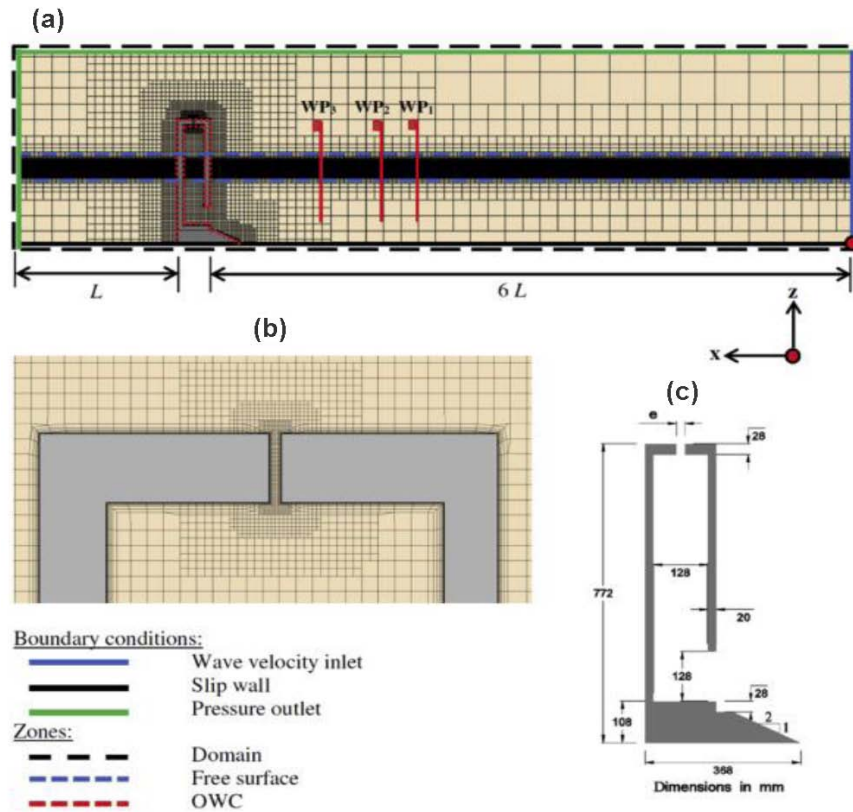 (a)
WP3 WP2 WP1
L
6 L
z
x
(b)
(c)
e
28
128
772
20
128
28
108
2
1
368
Dimensions in mm
Boundary conditions:
Wave velocity inlet
Slip wall
Pressure outlet
Zones:
Domain
Free surface
OWC